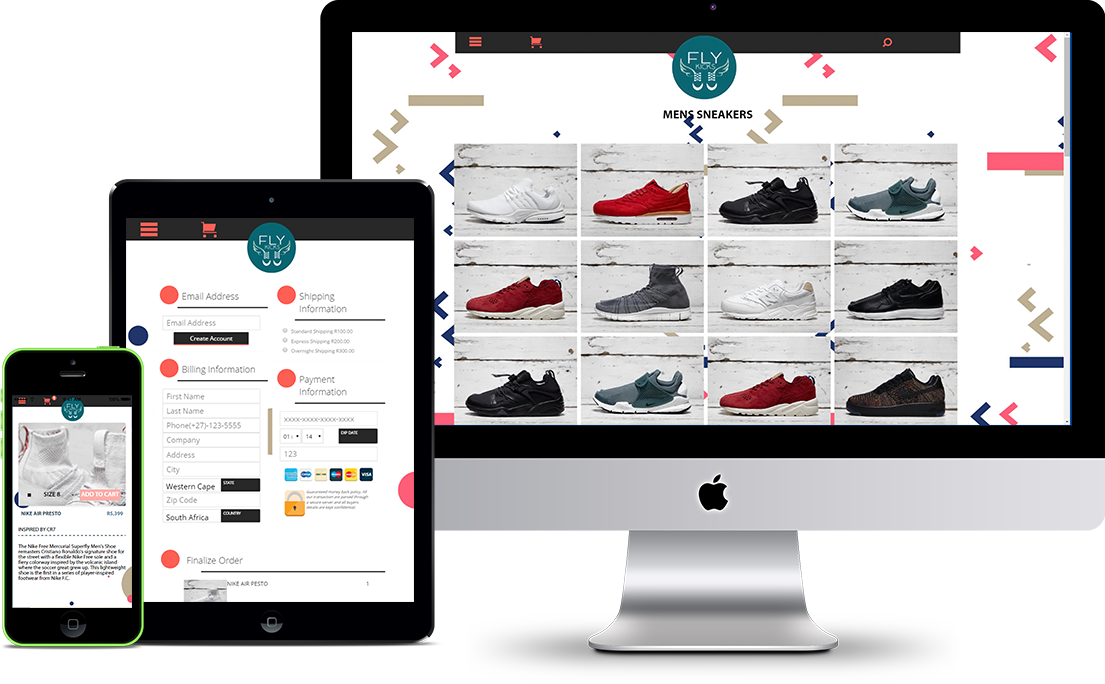 FLY
KICKS
MENS SNEAKERS
FLY
KICKS
Email Address
Email Address
Create Account
Billing Information
First Name
Last Name
Phone(+27)-123-5555
Company
Address
City
Western Cape STATE
Zip Code
South Africa COUNTRY
Shipping
Information
Standard Shipping R100.00
Express Shipping R200.00
Overnight Shipping R300.00
Payment
Information
xxxx-xxxx-xxxx-xxxx
01 14 EXP DATE
123
VISA
Guaranteed money back policy. All
our transaction are parsed through
a secure server and all buyers
details are kept confidential
Finalize Order
NIKE AIR PESTO 1
FLY
KICKS
SIZE 8 ADD TO CART
NIKE AIR PRESTO R5,399
INSPIRED BY CR7
The Nike Free Mercurial Superfly Men's Shoe
remasters Cristiano Ronaldo's signature shoe for
the street with a flexible Nike Free sole and a
fiery colorway inspired by the volcanic island
where the soccer great grew up. This lightweight
shoe is the first in a series of player-inspired
footwear from Nike F.C.